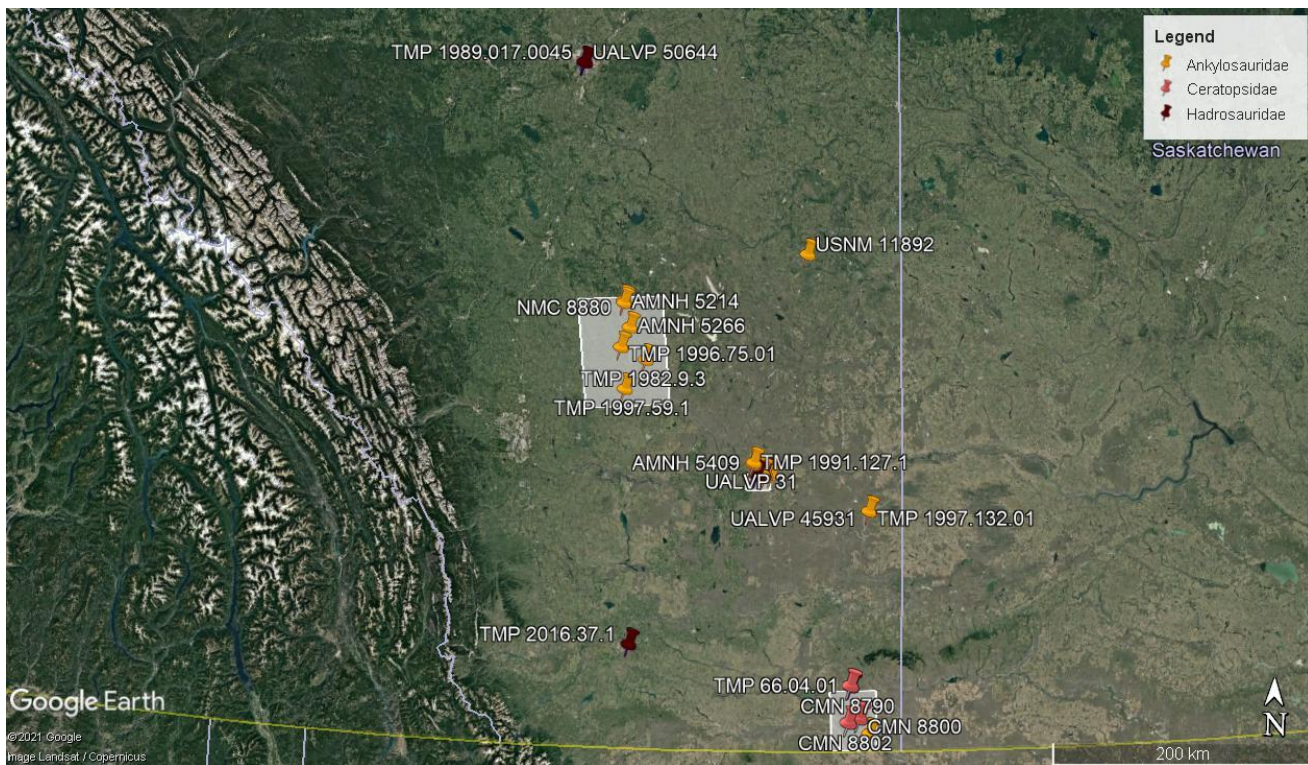 Legend
Ankylosauridae
Ceratopsidae
Hadrosauridae
Saskatchewan
TMP 1989.017.0045 UALVP 50644
USNM 11892
NMC 8880 AMNH 5214
AMNH 5266
TMP 1996.75.01
TMP 1982.9.3
TMP 1997.59.1
AMNH 5409 TMP 1991.127.1
UALVP 31
UALVP 45931 TMP 1997.132.01
TMP 2016.37.1
TMP 66.04.01
CMN 8790
CMN 8800
CMN 8802
Google Earth
©2021 Google
Image Landsat / Copernicus
N
200 km